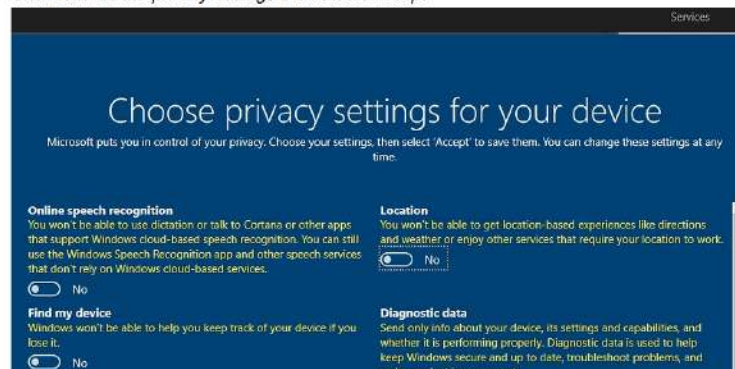 Services
Choose privacy settings for your device
Microsoft puts you in control of your privacy. Choose your settings, then select 'Accept' to save them. You can change these settings at any
time.
Online speech recognition
You won't be able to use dictation or talk to Cortana or other apps
that support Windows cloud-based speech recognition. You can still
use the Windows Speech Recognition app and other speech services
that don't rely on Windows cloud-based services.
No
Location
You won't be able to get location-based experiences like directions
and weather or enjoy other services that require your location to work.
No
Find my device
Windows won't be able to help you keep track of your device if you
lose it.
No
Diagnostic data
Send only info about your device, its settings and capabilities, and
whether it is performing properly. Diagnostic data is used to help
keep Windows secure and up to date, troubleshoot problems, and